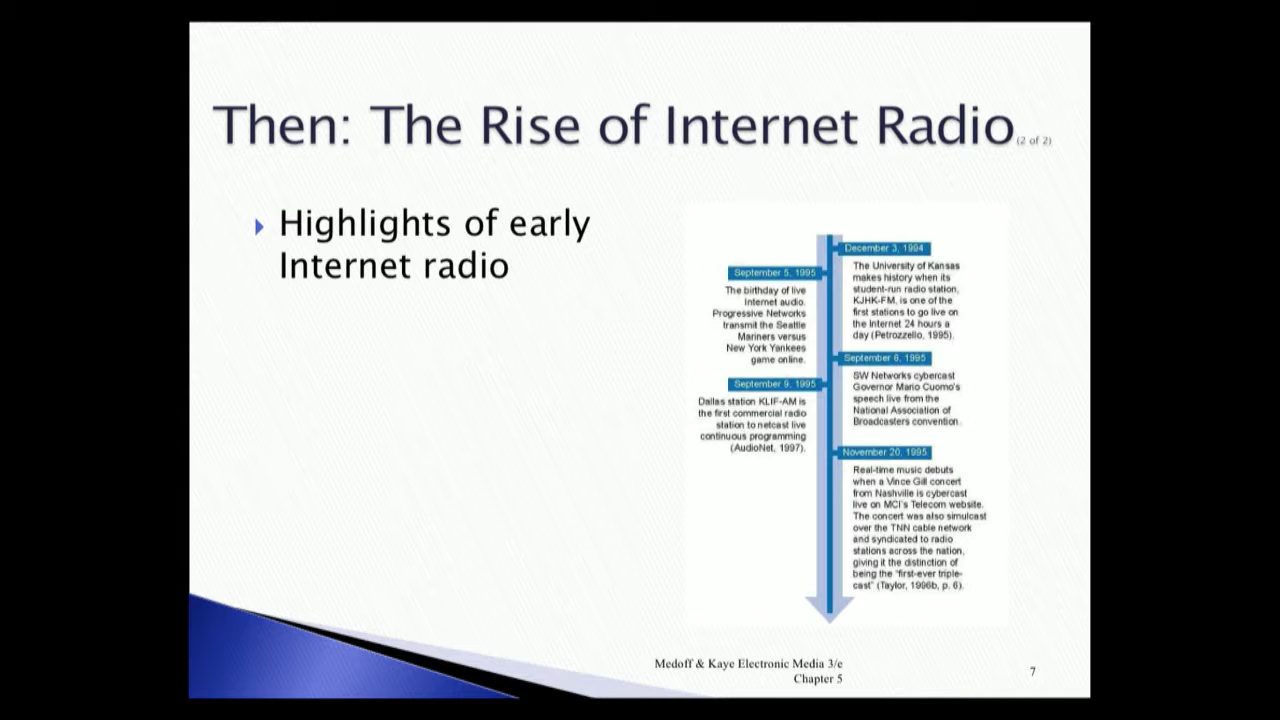 Then: The Rise of Internet Radio (2 of 2)
Highlights of early
Internet radio
December 3, 1994
The University of Kansas
makes history when its
student-run radio station,
KJHK-FM, is one of the
first stations to go live on
the Internet 24 hours a
day (Petrozzello, 1995).
September 5, 1995
The birthday of live
Internet audio.
Progressive Networks
transmit the Seattle
Mariners versus
New York Yankees
game online.
September 6, 1995
SW Networks cybercast
Governor Mario Cuomo's
speech live from the
National Association of
Broadcasters convention.
September 9, 1995
Dallas station KLIF-AM is
the first commercial radio
station to netcast live
continuous programming
(AudioNet, 1997).
November 20, 1995
Real-time music debuts
when a Vince Gill concert
from Nashville is cybercast
live on MCI's Telecom website.
The concert was also simulcast
over the TNN cable network
and syndicated to radio
stations across the nation,
giving it the distinction of
being the "first-ever triple-
cast" (Taylor, 1996b, p. 6).
Medoff & Kaye Electronic Media 3/e
Chapter 5
7